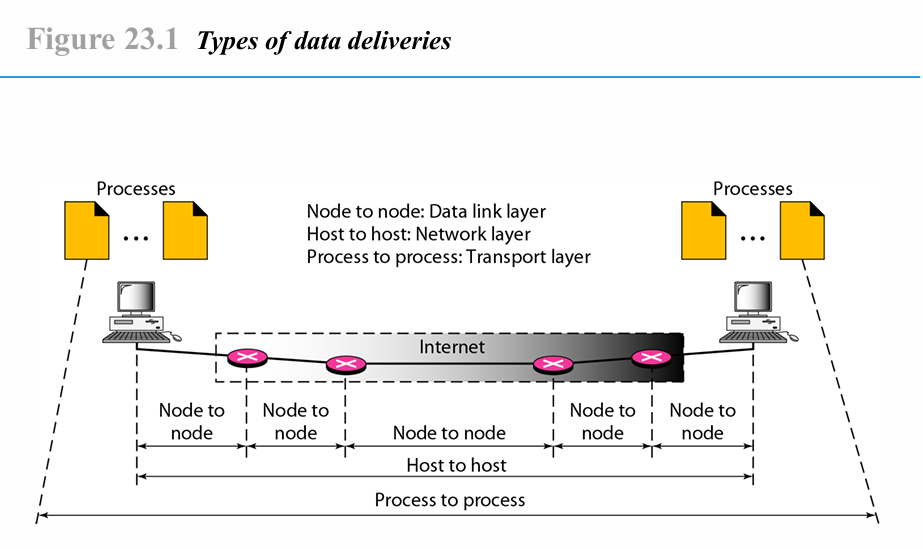 Figure 23.1 Types of data deliveries
Processes
Processes
...
...
Node to node: Data link layer
Host to host: Network layer
Process to process: Transport layer
Internet
Node to
node
Node to
node
Node to node
Node to
node
Node to
node
Host to host
Process to process